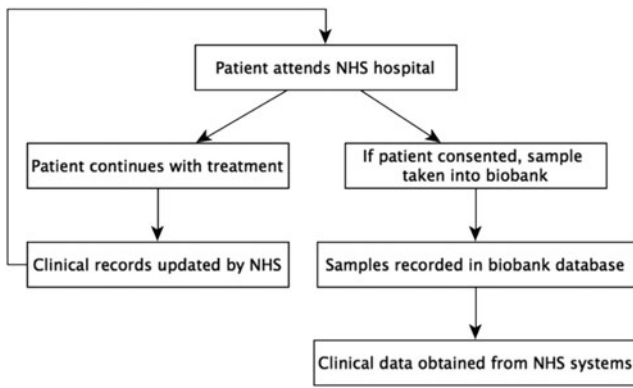 Patient attends NHS hospital
Patient continues with treatment
If patient consented, sample
taken into biobank
Clinical records updated by NHS
Samples recorded in biobank database
Clinical data obtained from NHS systems